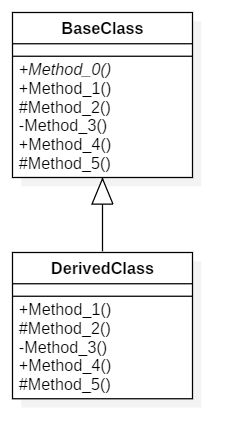 BaseClass
+Method_0()
+Method_1()
#Method_2()
-Method_3()
+Method_4()
#Method_5()
DerivedClass
+Method_1()
#Method_2()
-Method_3()
+Method_4()
#Method_5()